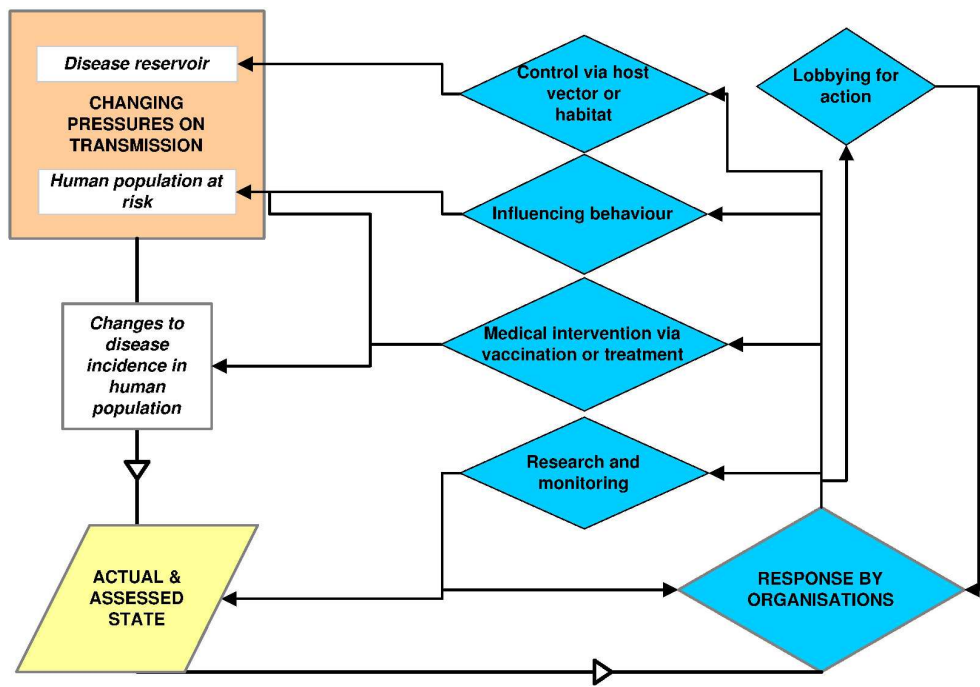 Disease reservoir
CHANGING
PRESSURES ON
TRANSMISSION
Human population at
risk
Changes to
disease
incidence in
human
population
ACTUAL &
ASSESSED
STATE
Control via host
vector or
habitat
Influencing behaviour
Medical intervention via
vaccination or treatment
Research and
monitoring
Lobbying for
action
RESPONSE BY
ORGANISATIONS